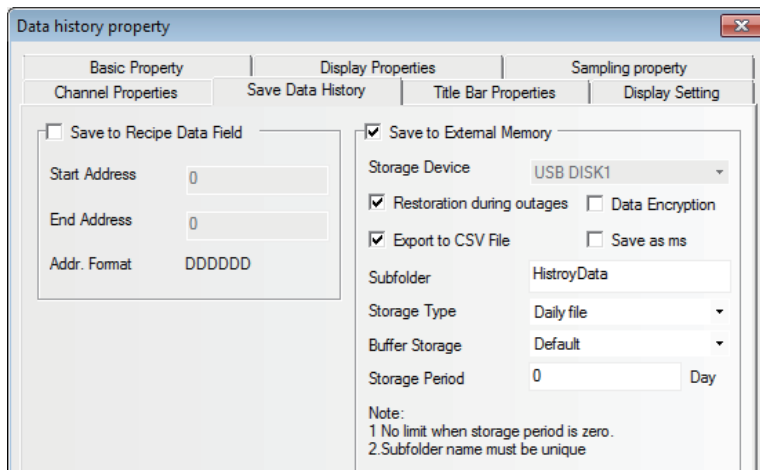 Data history property
Basic Property
Display Properties
Sampling property
Channel Properties
Save Data History
Title Bar Properties
Display Setting
Save to Recipe Data Field
Start Address
0
End Address
0
Addr. Format DDDDDD
Save to External Memory
Storage Device USB DISK1
Restoration during outages Data Encryption
Export to CSV File Save as ms
Subfolder HistroyData
Storage Type Daily file
Buffer Storage Default
Storage Period 0 Day
Note:
1 No limit when storage period is zero.
2.Subfolder name must be unique